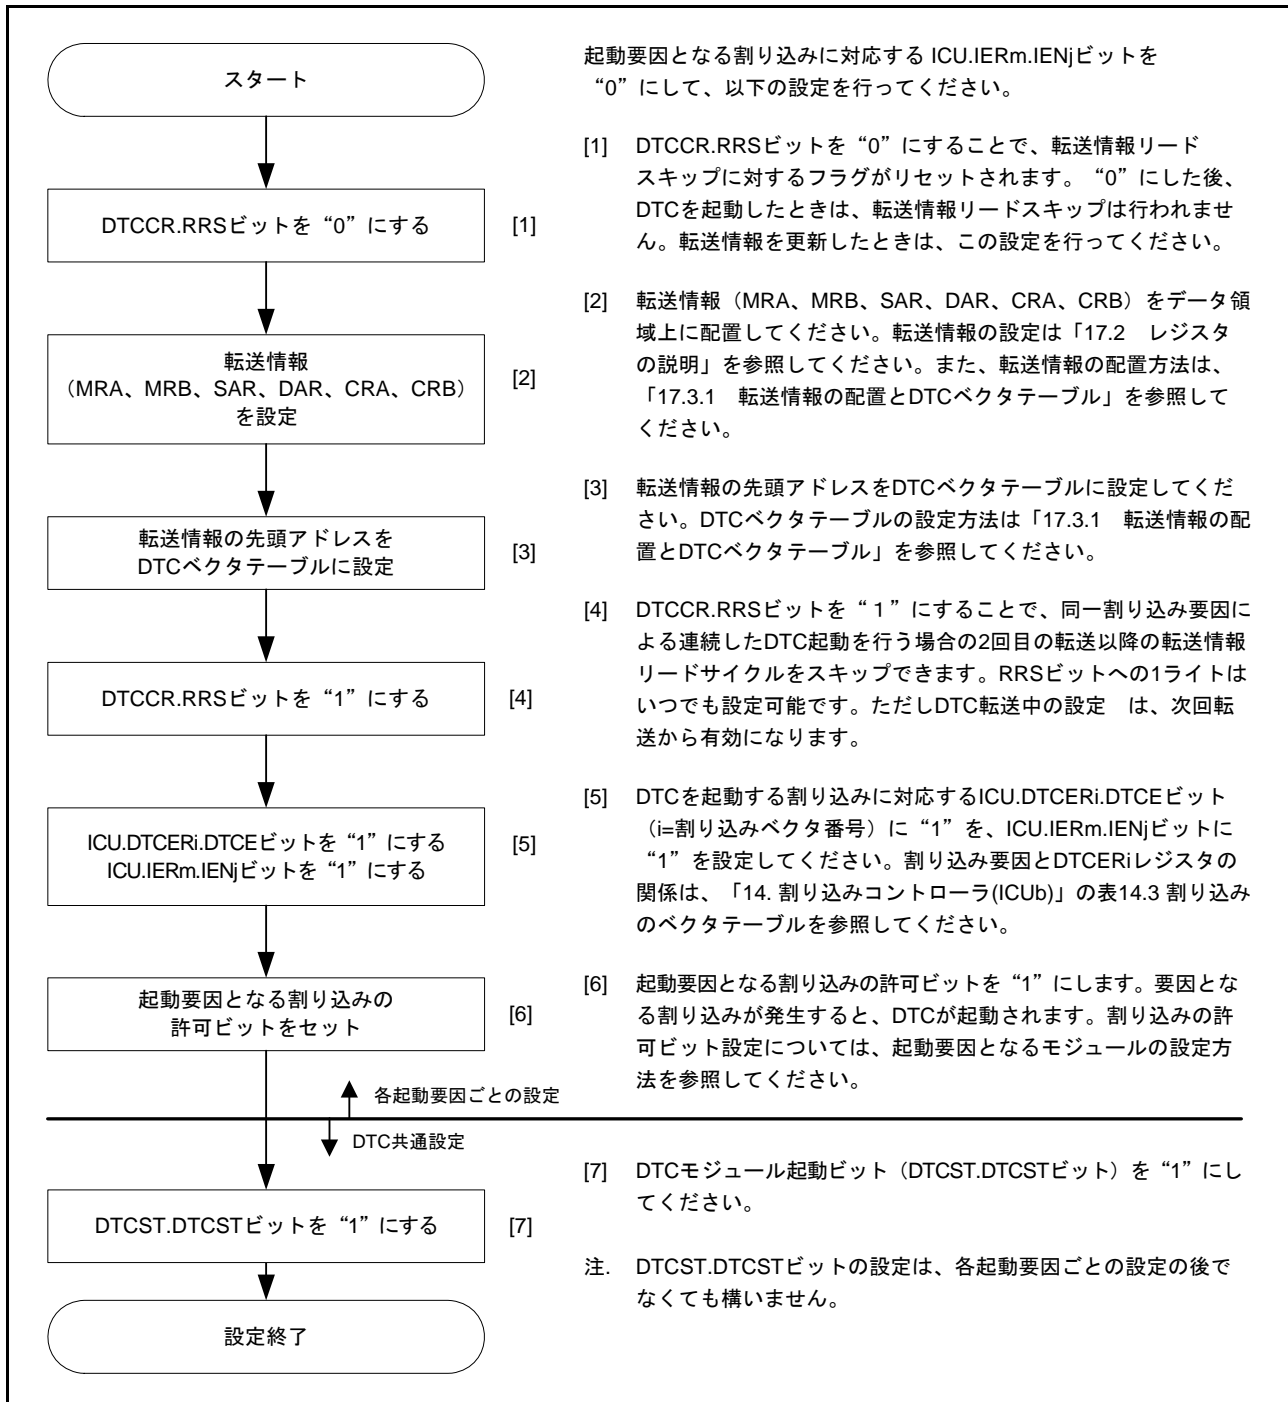 スタート
DTCCR.RRSビットを“0”にする
[1]
転送情報
（MRA、MRB、SAR、DAR、CRA、CRB）
を設定
[2]
転送情報の先頭アドレスを
DTCベクタテーブルに設定
[3]
DTCCR.RRSビットを“1”にする
[4]
ICU.DTCERi.DTCEビットを“1”にする
ICU.IERm.IENjビットを“1”にする
[5]
起動要因となる割り込みの
許可ビットをセット
[6]
各起動要因ごとの設定
DTC共通設定
DTCST.DTCSTビットを“1”にする
[7]
設定終了
起動要因となる割り込みに対応する ICU.IERm.IENjビットを
“0”にして、以下の設定を行ってください。
[1] DTCCR.RRSビットを“0”にすることで、転送情報リード
スキップに対するフラグがリセットされます。“0”にした後、
DTCを起動したときは、転送情報リードスキップは行われませ
ん。転送情報を更新したときは、この設定を行ってください。
[2] 転送情報（MRA、MRB、SAR、DAR、CRA、CRB）をデータ領
域上に配置してください。転送情報の設定は「17.2　レジスタ
の説明」を参照してください。また、転送情報の配置方法は、
「17.3.1　転送情報の配置とDTCベクタテーブル」を参照して
ください。
[3] 転送情報の先頭アドレスをDTCベクタテーブルに設定してくだ
さい。DTCベクタテーブルの設定方法は「17.3.1　転送情報の配
置とDTCベクタテーブル」を参照してください。
[4] DTCCR.RRSビットを“１”にすることで、同一割り込み要因に
よる連続したDTC起動を行う場合の2回目の転送以降の転送情報
リードサイクルをスキップできます。RRSビットへの1ライトは
いつでも設定可能です。ただしDTC転送中の設定　は、次回転
送から有効になります。
[5] DTCを起動する割り込みに対応するICU.DTCERi.DTCEビット
（i=割り込みベクタ番号）に“1”を、ICU.IERm.IENjビットに
“1”を設定してください。割り込み要因とDTCERiレジスタの
関係は、「14. 割り込みコントローラ(ICUb)」の表14.3 割り込み
のベクタテーブルを参照してください。
[6] 起動要因となる割り込みの許可ビットを“1”にします。要因とな
る割り込みが発生すると、DTCが起動されます。割り込みの許
可ビット設定については、起動要因となるモジュールの設定方
法を参照してください。
[7] DTCモジュール起動ビット（DTCST.DTCSTビット）を“1”にし
てください。
注. DTCST.DTCSTビットの設定は、各起動要因ごとの設定の後で
なくても構いません。